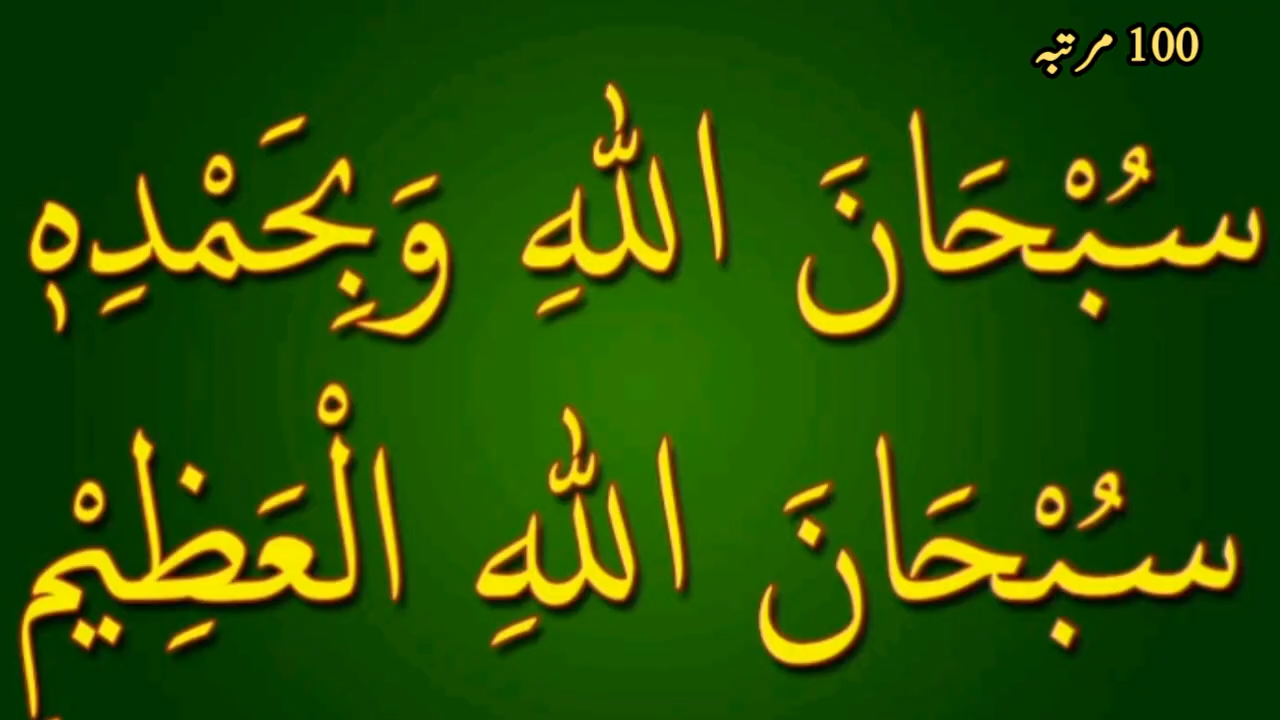 100 مرتبہ
سُبْحَانَ اللّٰهِ وَبِحَمْدِهٖ
سُبْحَانَ اللّٰهِ الْعَظِيْمِ